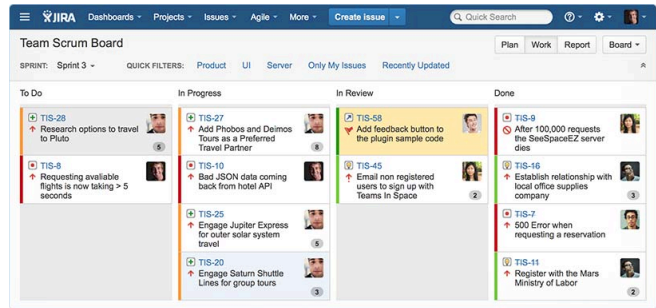 JIRA Dashboards Projects Issues Agile More Create issue Quick Search
Team Scrum Board Plan Work Report Board
SPRINT: Sprint 3 QUICK FILTERS: Product UI Server Only My Issues Recently Updated
To Do
TIS-28
Research options to travel
to Pluto
5
TIS-8
Requesting avaliable
flights is now taking > 5
seconds
In Progress
TIS-27
Add Phobos and Deimos
Tours as a Preferred
Travel Partner
8
TIS-10
Bad JSON data coming
back from hotel API
TIS-25
Engage Jupiter Express
for outer solar system
travel
5
TIS-20
Engage Saturn Shuttle
Lines for group tours
3
In Review
TIS-58
Add feedback button to
the plugin sample code
TIS-45
Email non registered
users to sign up with
Teams In Space
2
Done
TIS-9
After 100,000 requests
the SeeSpaceEZ server
dies
TIS-16
Establish relationship with
local office supplies
company
3
TIS-7
500 Error when
requesting a reservation
TIS-11
Register with the Mars
Ministry of Labor
2